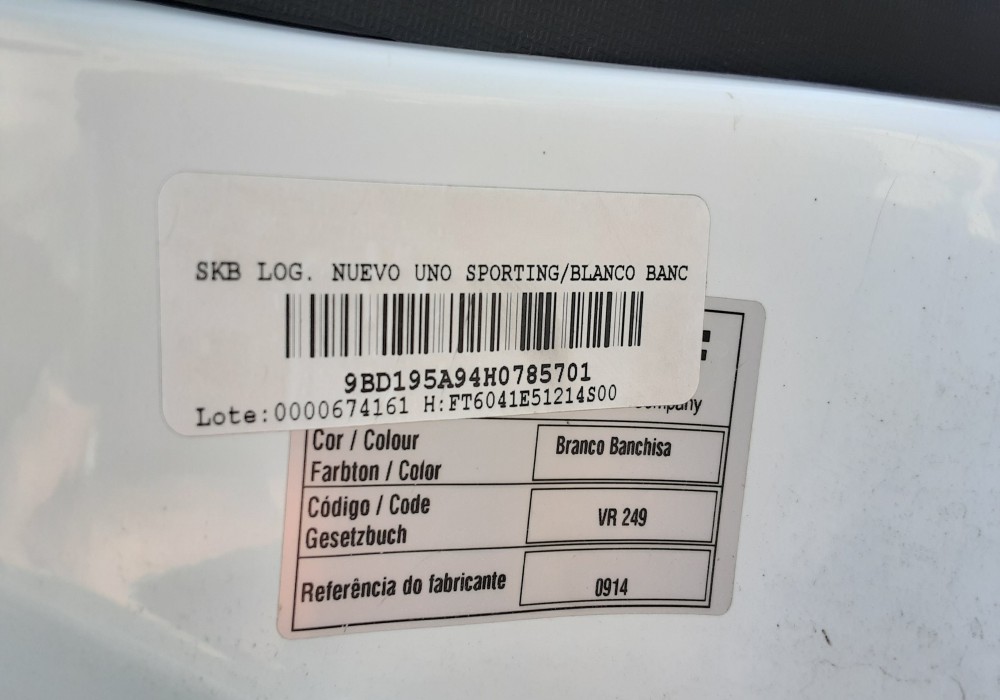 SKB LOG. NUEVO UNO SPORTING/BLANCO BANC
9BD195A94H0785701
Lote:0000674161 H:FT6041E51214S00
Cor / Colour
Farbton / Color
Branco Banchisa
Código / Code
Gesetzbuch
VR 249
Referência do fabricante
0914